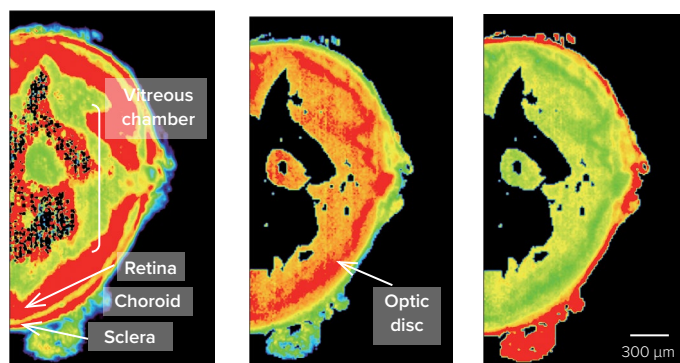 Vitreous
chamber
Retina
Choroid
Sclera
Optic
disc
300 µm